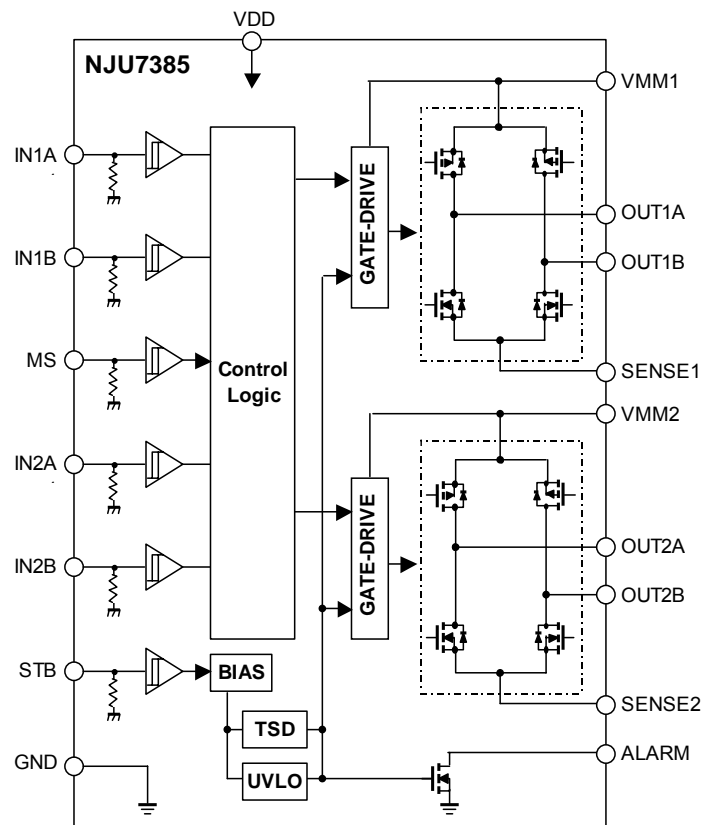 VDD
NJU7385
VMM1
IN1A
GATE-DRIVE
OUT1A
IN1B
OUT1B
MS
Control
Logic
SENSE1
VMM2
IN2A
GATE-DRIVE
OUT2A
IN2B
OUT2B
STB
BIAS
SENSE2
TSD
GND
ALARM
UVLO